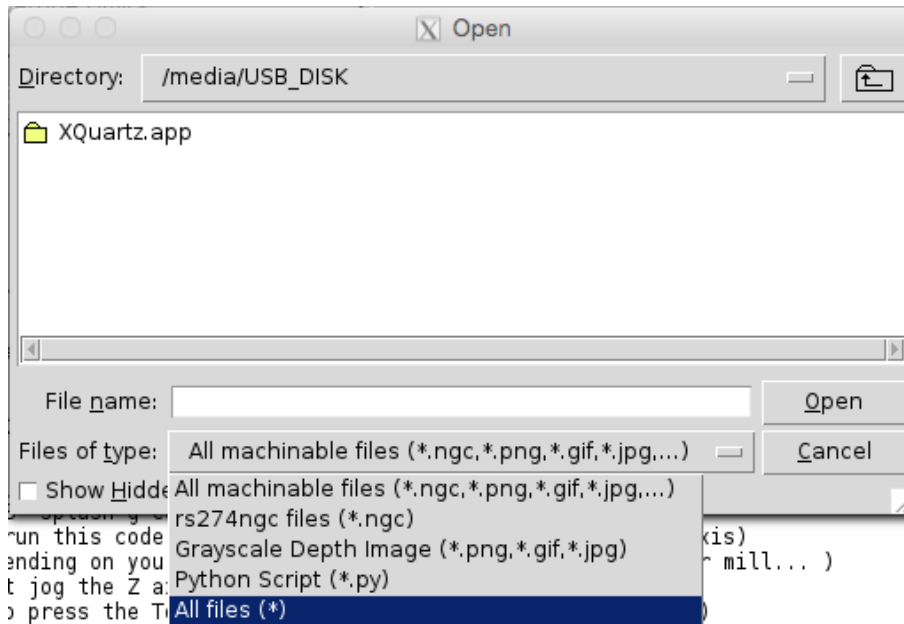 Open
Directory: /media/USB_DISK
XQuartz.app
File name:
Open
Files of type: All machinable files (*.ngc,*.png,*.gif,*.jpg,...)
Cancel
Show Hidde
All machinable files (*.ngc,*.png,*.gif,*.jpg,...)
rs274ngc files (*.ngc)
run this code
Grayscale Depth Image (*.png,*.gif,*.jpg)
ending on you
r mill... )
Python Script (*.py)
t jog the Z
All files (*)
press the